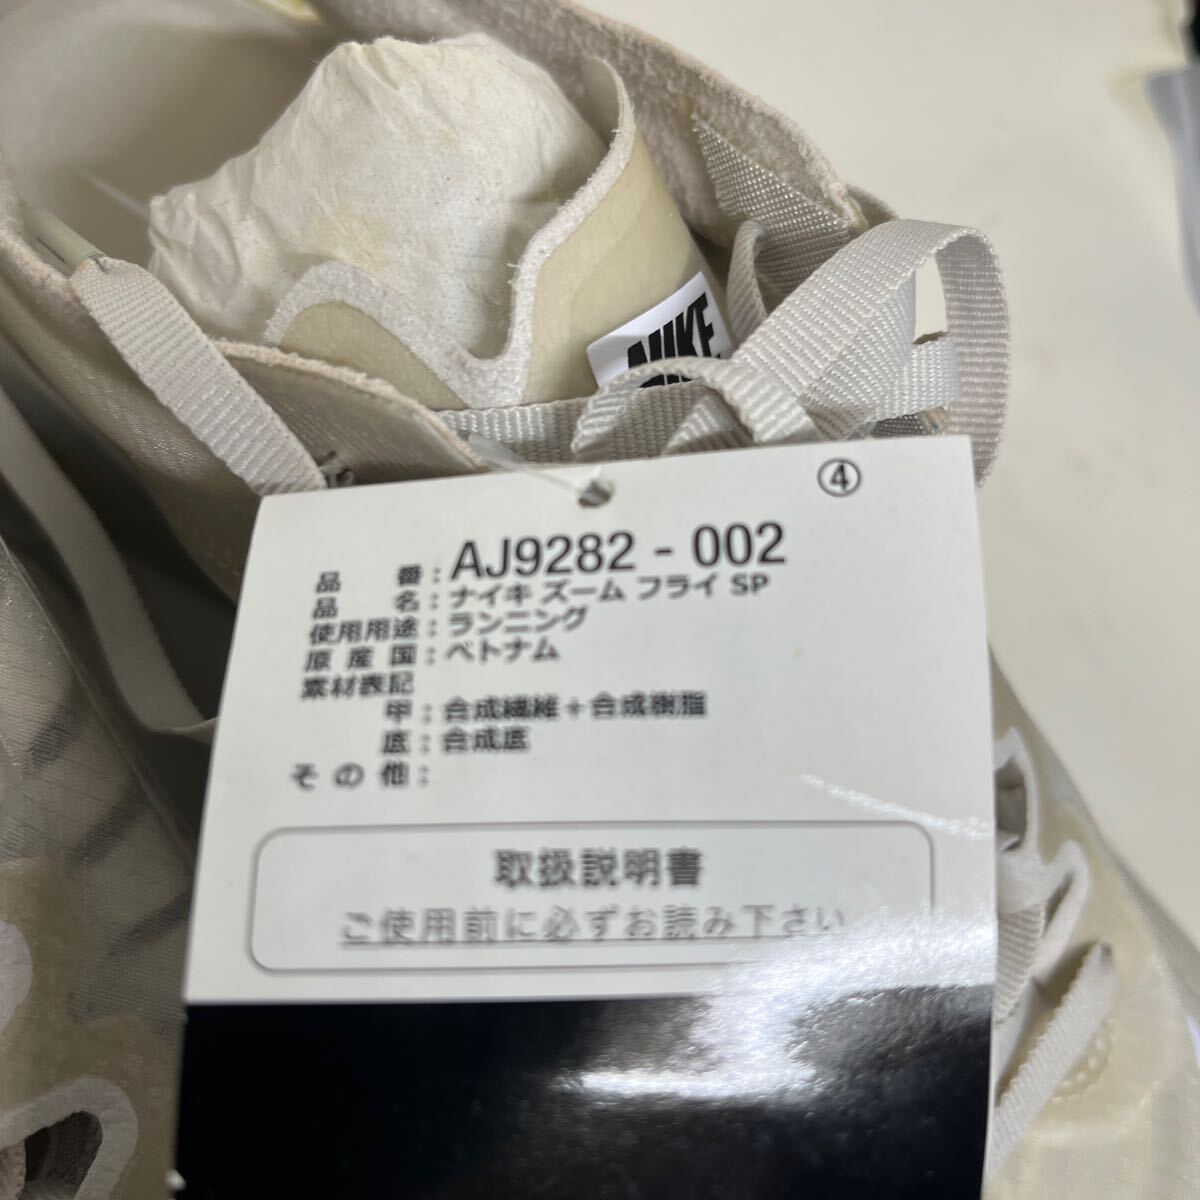 NIKE
④
品 番：AJ9282 - 002
品 名：ナイキ ズーム フライ SP
使用用途：ランニング
原 産 国：ベトナム
素材表記
甲：合成繊維＋合成樹脂
底：合成底
そ の 他：
取扱説明書
ご使用前に必ずお読み下さい